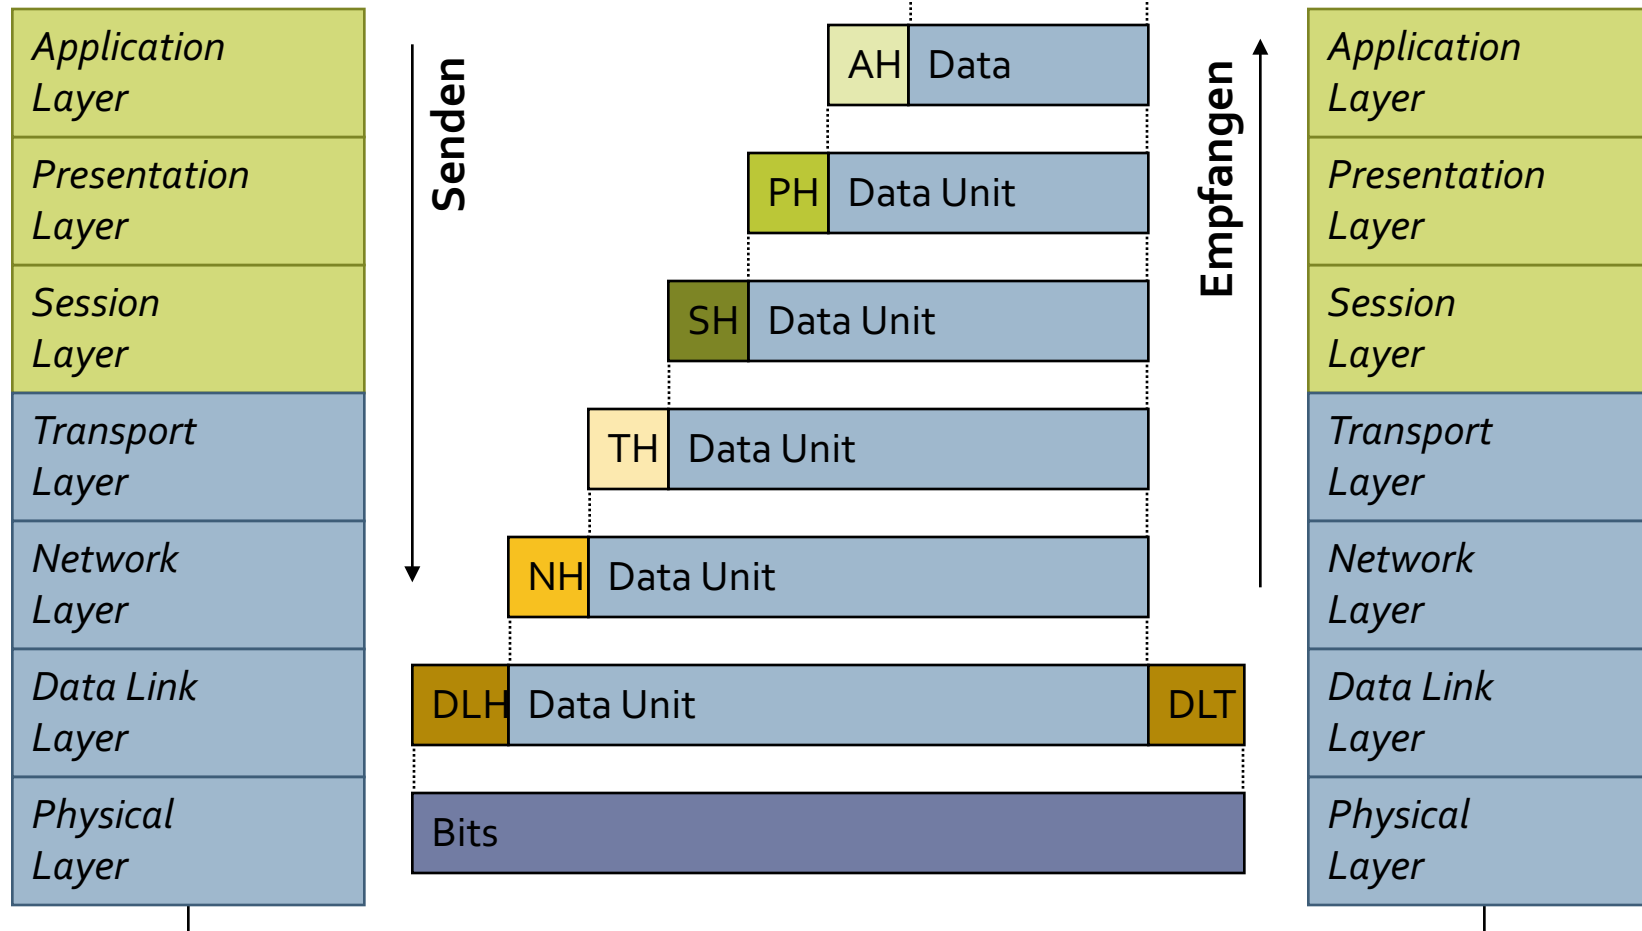 Application
Layer
Presentation
Layer
Session
Layer
Transport
Layer
Network
Layer
Data Link
Layer
Physical
Layer
Senden
AH Data
PH Data Unit
SH Data Unit
TH Data Unit
NH Data Unit
DLH Data Unit DLT
Bits
Empfangen
Application
Layer
Presentation
Layer
Session
Layer
Transport
Layer
Network
Layer
Data Link
Layer
Physical
Layer